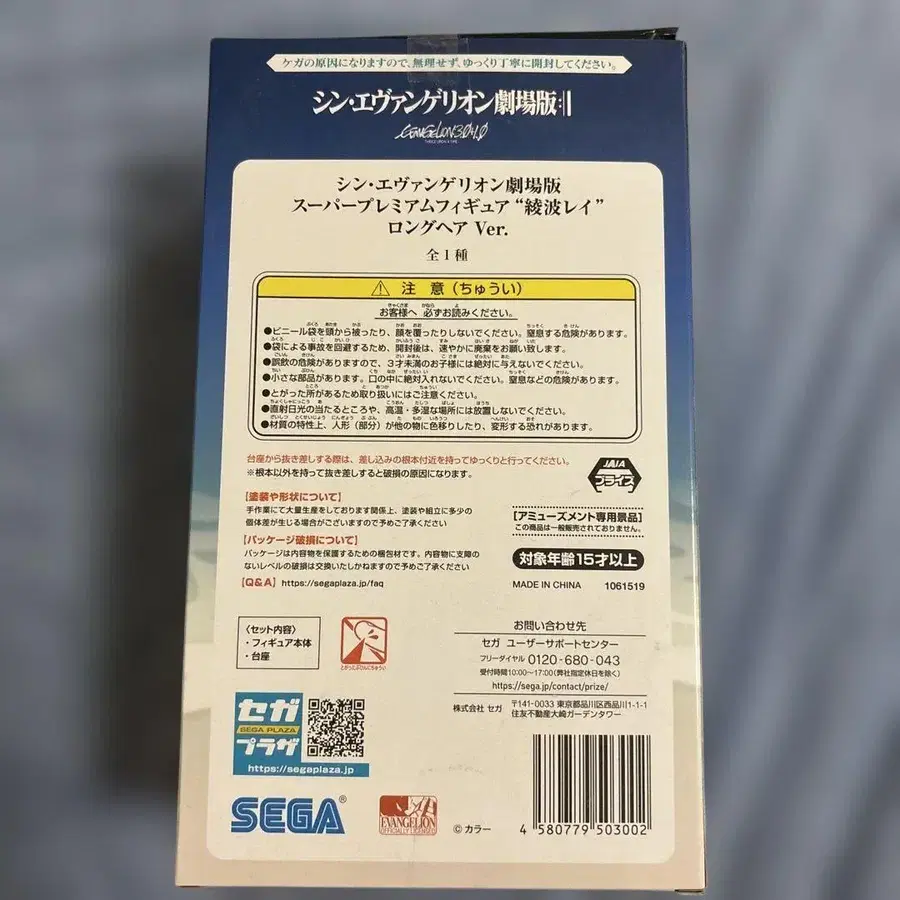 ケガの原因になりますので、無理せず、ゆっくり丁寧に開封してください。
シン・エヴァンゲリオン劇場版:||
EVANGELION:3.0+1.0
THRICE UPON A TIME
シン・エヴァンゲリオン劇場版
スーパープレミアムフィギュア“綾波レイ”
ロングヘア Ver.
全1種
注 意(ちゅうい)
お客様へ 必ずお読みください。
●ビニール袋を頭から被ったり、顔を覆ったりしないでください。窒息する危険があります。
●袋による事故を回避するため、開封後は、速やかに廃棄をお願い致します。
●誤飲の危険がありますので、3才未満のお子様には絶対に与えないでください。
●小さな部品があります。口の中に絶対入れないでください。窒息などの危険があります。
●とがった所があるため取り扱いにはご注意ください。
●直射日光の当たるところや、高温・多湿な場所には放置しないでください。
●材質の特性上、人形(部分)が他の物に色移りしたり、変形する恐れがあります。
台座から抜き差しする際は、差し込みの根本付近を持ってゆっくりと行ってください。
※根本以外を持って抜き差しすると破損の原因になります。
JAIA
プライズ
【塗装や形状について】
手作業にて大量生産をしております関係上、塗装や組立に多少の
個体差が生じる場合がございますので予めご了承ください
【アミューズメント専用景品】
この商品は一般販売されておりません。
【パッケージ破損について】
パッケージは内容物を保護するための梱包材です。内容物に支障の
ないレベルの破損は交換いたしかねますので予めご了承ください
対象年齢15才以上
【Q&A】https://segaplaza.jp/faq
MADE IN CHINA 1061519
〈セット内容〉
・フィギュア本体
・台座
とがったぶひんにちゅうい
お問い合わせ先
セガ ユーザーサポートセンター
フリーダイヤル 0120-680-043
受付時間10:00~17:00(弊社指定休日を除く)
https://sega.jp/contact/prize/
株式会社 セガ 〒141-0033 東京都品川区西品川1-1-1
住友不動産大崎ガーデンタワー
セガ
SEGA PLAZA
プラザ
https://segaplaza.jp
SEGA®
EVANGELION
OFFICIALLY LICENSED
©カラー
4 580779 503002